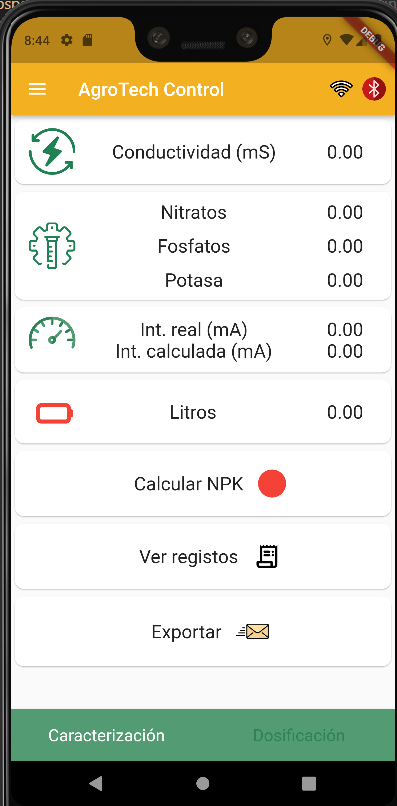 8:44
DEBUG
AgroTech Control
Conductividad (mS) 0.00
Nitratos 0.00
Fosfatos 0.00
Potasa 0.00
Int. real (mA) 0.00
Int. calculada (mA) 0.00
Litros 0.00
Calcular NPK
Ver registos
Exportar
Caracterización Dosificación